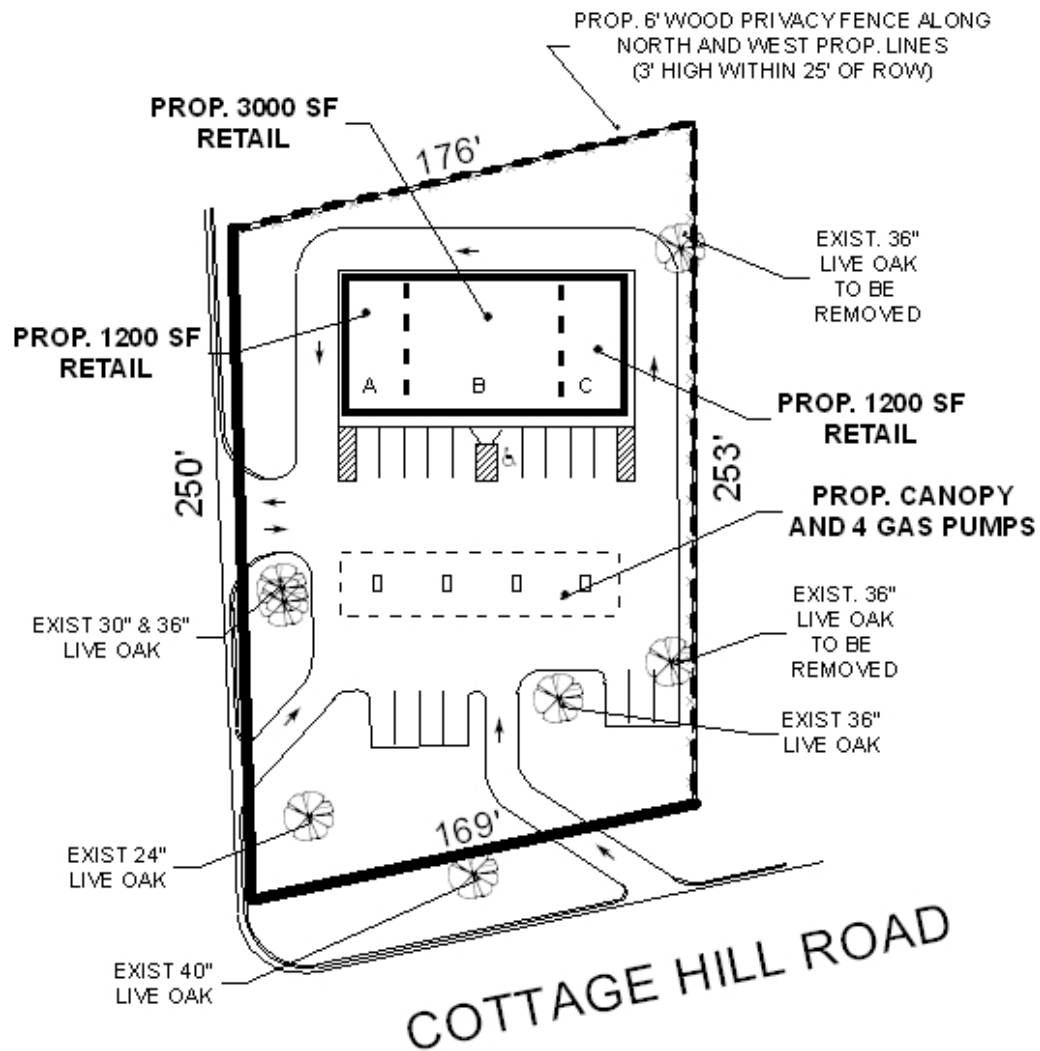 PROP. 6' WOOD PRIVACY FENCE ALONG
NORTH AND WEST PROP. LINES
(3' HIGH WITHIN 25' OF ROW)
PROP. 3000 SF
RETAIL
176'
EXIST. 36"
LIVE OAK
TO BE
REMOVED
PROP. 1200 SF
RETAIL
A
B
C
PROP. 1200 SF
RETAIL
250'
253'
PROP. CANOPY
AND 4 GAS PUMPS
EXIST 30" & 36"
LIVE OAK
EXIST. 36"
LIVE OAK
TO BE
REMOVED
EXIST 36"
LIVE OAK
169'
EXIST 24"
LIVE OAK
EXIST 40"
LIVE OAK
COTTAGE HILL ROAD